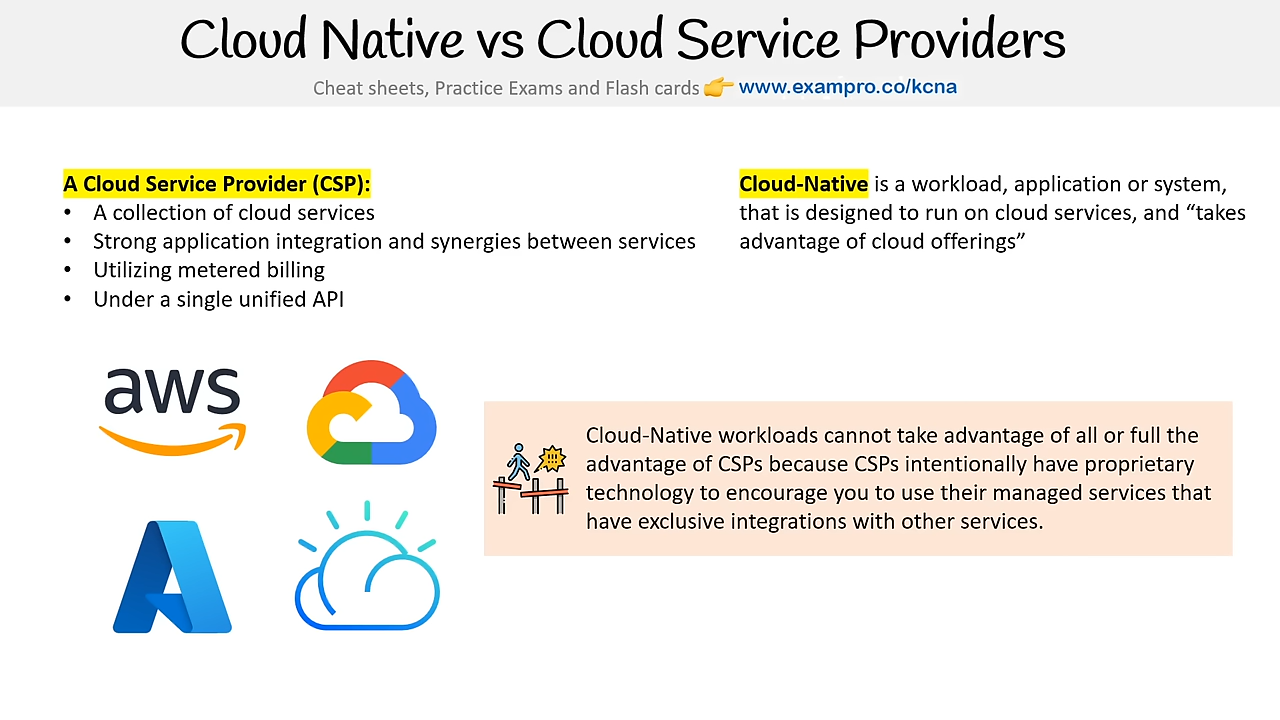 Cloud Native vs Cloud Service Providers
Cheat sheets, Practice Exams and Flash cards 👉 www.exampro.co/kcna
A Cloud Service Provider (CSP):
• A collection of cloud services
• Strong application integration and synergies between services
• Utilizing metered billing
• Under a single unified API
Cloud-Native is a workload, application or system,
that is designed to run on cloud services, and “takes
advantage of cloud offerings”
aws
Cloud-Native workloads cannot take advantage of all or full the
advantage of CSPs because CSPs intentionally have proprietary
technology to encourage you to use their managed services that
have exclusive integrations with other services.